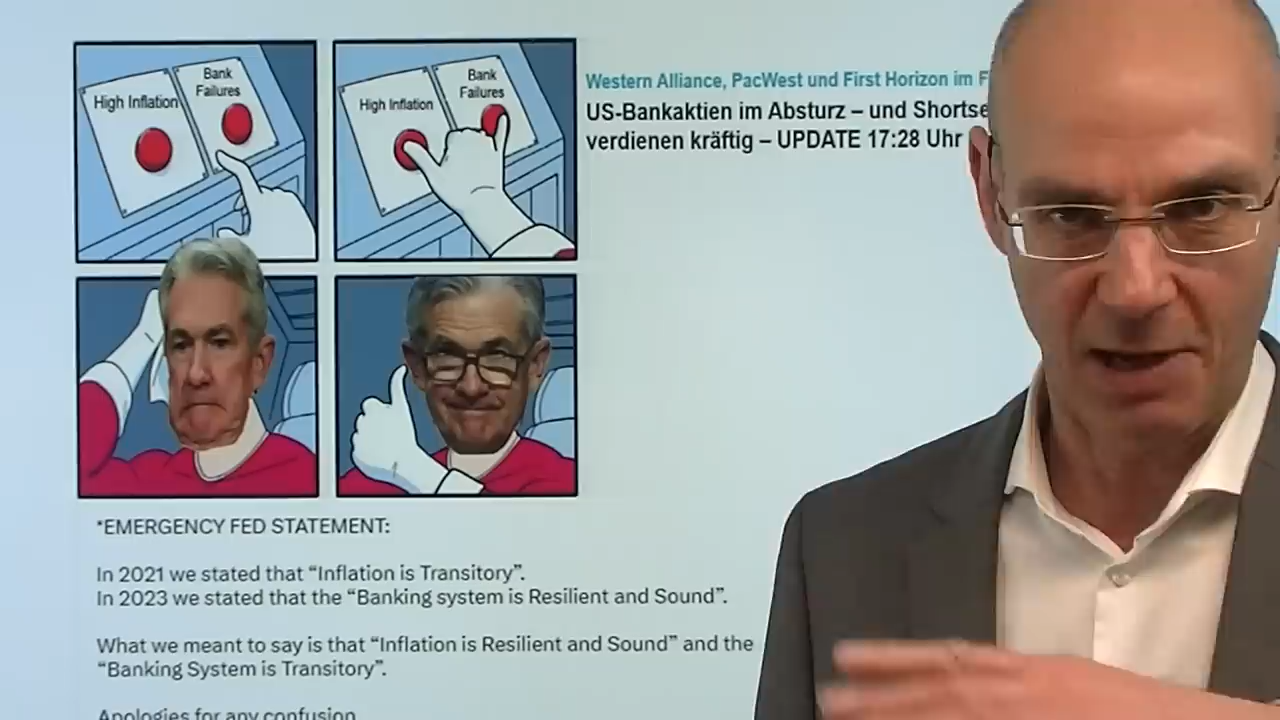 High Inflation
Bank
Failures
High Inflation
Bank
Failures
Western Alliance, PacWest und First Horizon im
US-Bankaktien im Absturz – und
verdienen kräftig – UPDATE 17:28 Uhr
*EMERGENCY FED STATEMENT:
In 2021 we stated that “Inflation is Transitory”.
In 2023 we stated that the “Banking system is Resilient and Sound”.
What we meant to say is that “Inflation is Resilient and Sound” and the
“Banking System is Transitory”.
Apologies for any confusion